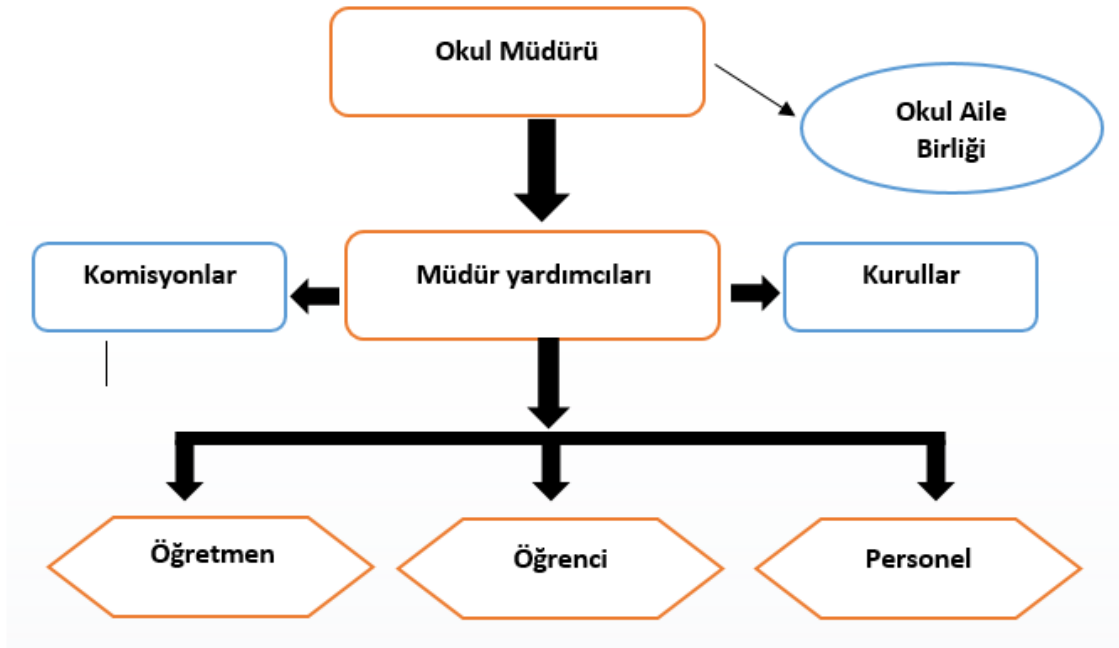 Okul Müdürü
Okul Aile
Birliği
Komisyonlar
Müdür yardımcıları
Kurullar
Öğretmen
Öğrenci
Personel